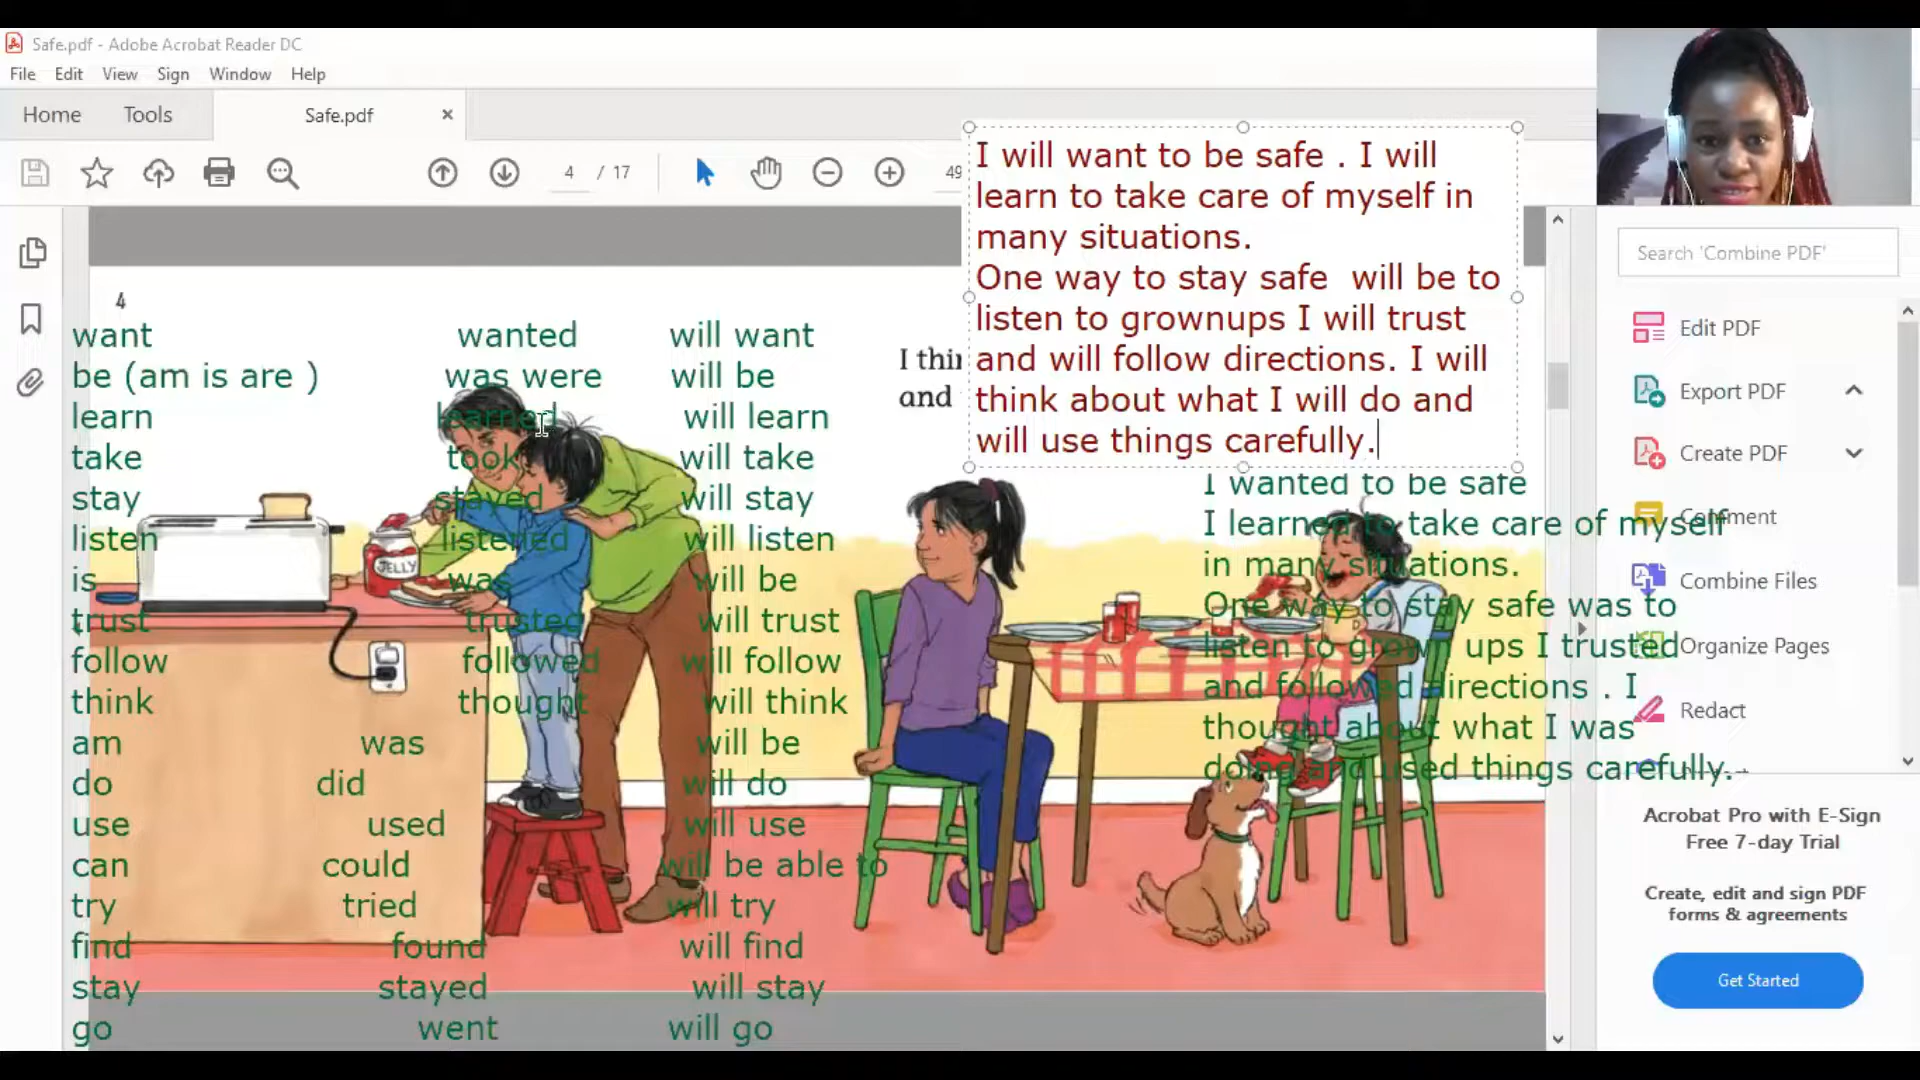 Safe.pdf - Adobe Acrobat Reader DC
File Edit View Sign Window Help
Home Tools Safe.pdf
4 / 17 49
I will want to be safe . I will
learn to take care of myself in
many situations.
One way to stay safe  will be to
listen to grownups I will trust
and will follow directions. I will
think about what I will do and
will use things carefully.
4
want wanted will want
be (am is are ) was were will be
learn learned will learn
take took will take
stay stayed will stay
listen listened will listen
is was will be
trust trusted will trust
follow followed will follow
think thought will think
am was will be
do did will do
use used will use
can could will be able to
try tried will try
find found will find
stay stayed will stay
go went will go
JELLY
I thin
and
I wanted to be safe
I learned to take care of myself
in many situations.
One way to stay safe was to
listen to grown ups I trusted
and followed directions . I
thought about what I was
doing and used things carefully.
Search 'Combine PDF'
Edit PDF
Export PDF
Create PDF
Comment
Combine Files
Organize Pages
Redact
Acrobat Pro with E-Sign
Free 7-day Trial
Create, edit and sign PDF
forms & agreements
Get Started